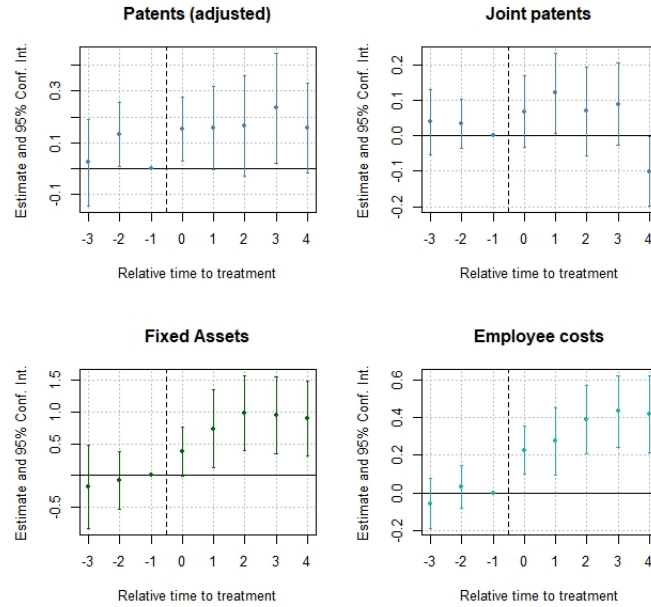 Patents (adjusted)
Estimate and 95% Conf. Int.
0.3
0.1
-0.1
-3 -2 -1 0 1 2 3 4
Relative time to treatment
Joint patents
Estimate and 95% Conf. Int.
0.2
0.1
0.0
-0.1
-0.2
-3 -2 -1 0 1 2 3 4
Relative time to treatment
Fixed Assets
Estimate and 95% Conf. Int.
1.5
1.0
0.5
-0.5
-3 -2 -1 0 1 2 3 4
Relative time to treatment
Employee costs
Estimate and 95% Conf. Int.
0.6
0.4
0.2
0.0
-0.2
-3 -2 -1 0 1 2 3 4
Relative time to treatment